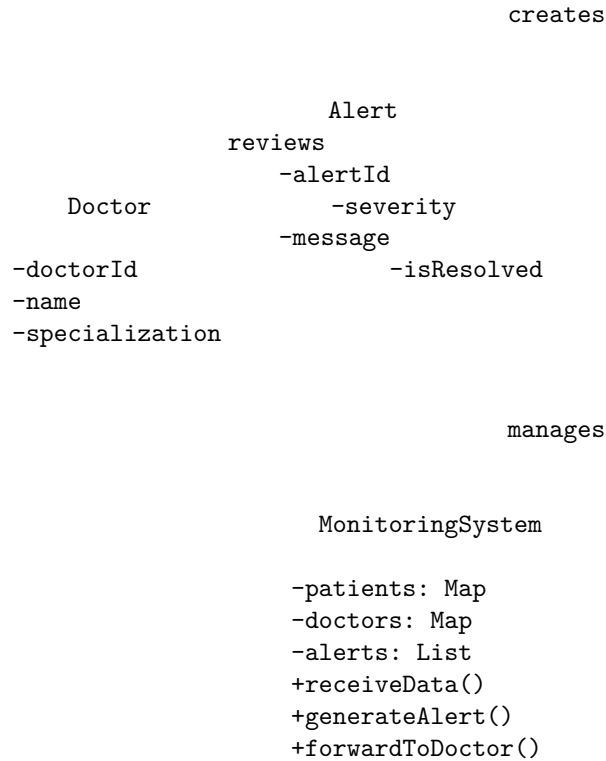 creates
Alert
reviews
-alertId
Doctor -severity
-message
-doctorId -isResolved
-name
-specialization
manages
MonitoringSystem
-patients: Map
-doctors: Map
-alerts: List
+receiveData()
+generateAlert()
+forwardToDoctor()